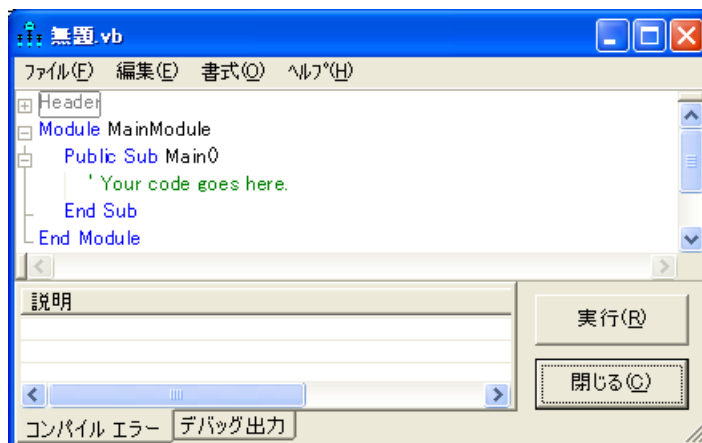 無題.vb
ファイル(F) 編集(E) 書式(O) ヘルプ(H)
Header
Module MainModule
Public Sub Main()
' Your code goes here.
End Sub
End Module
説明
実行(R)
閉じる(C)
コンパイル エラー デバッグ出力